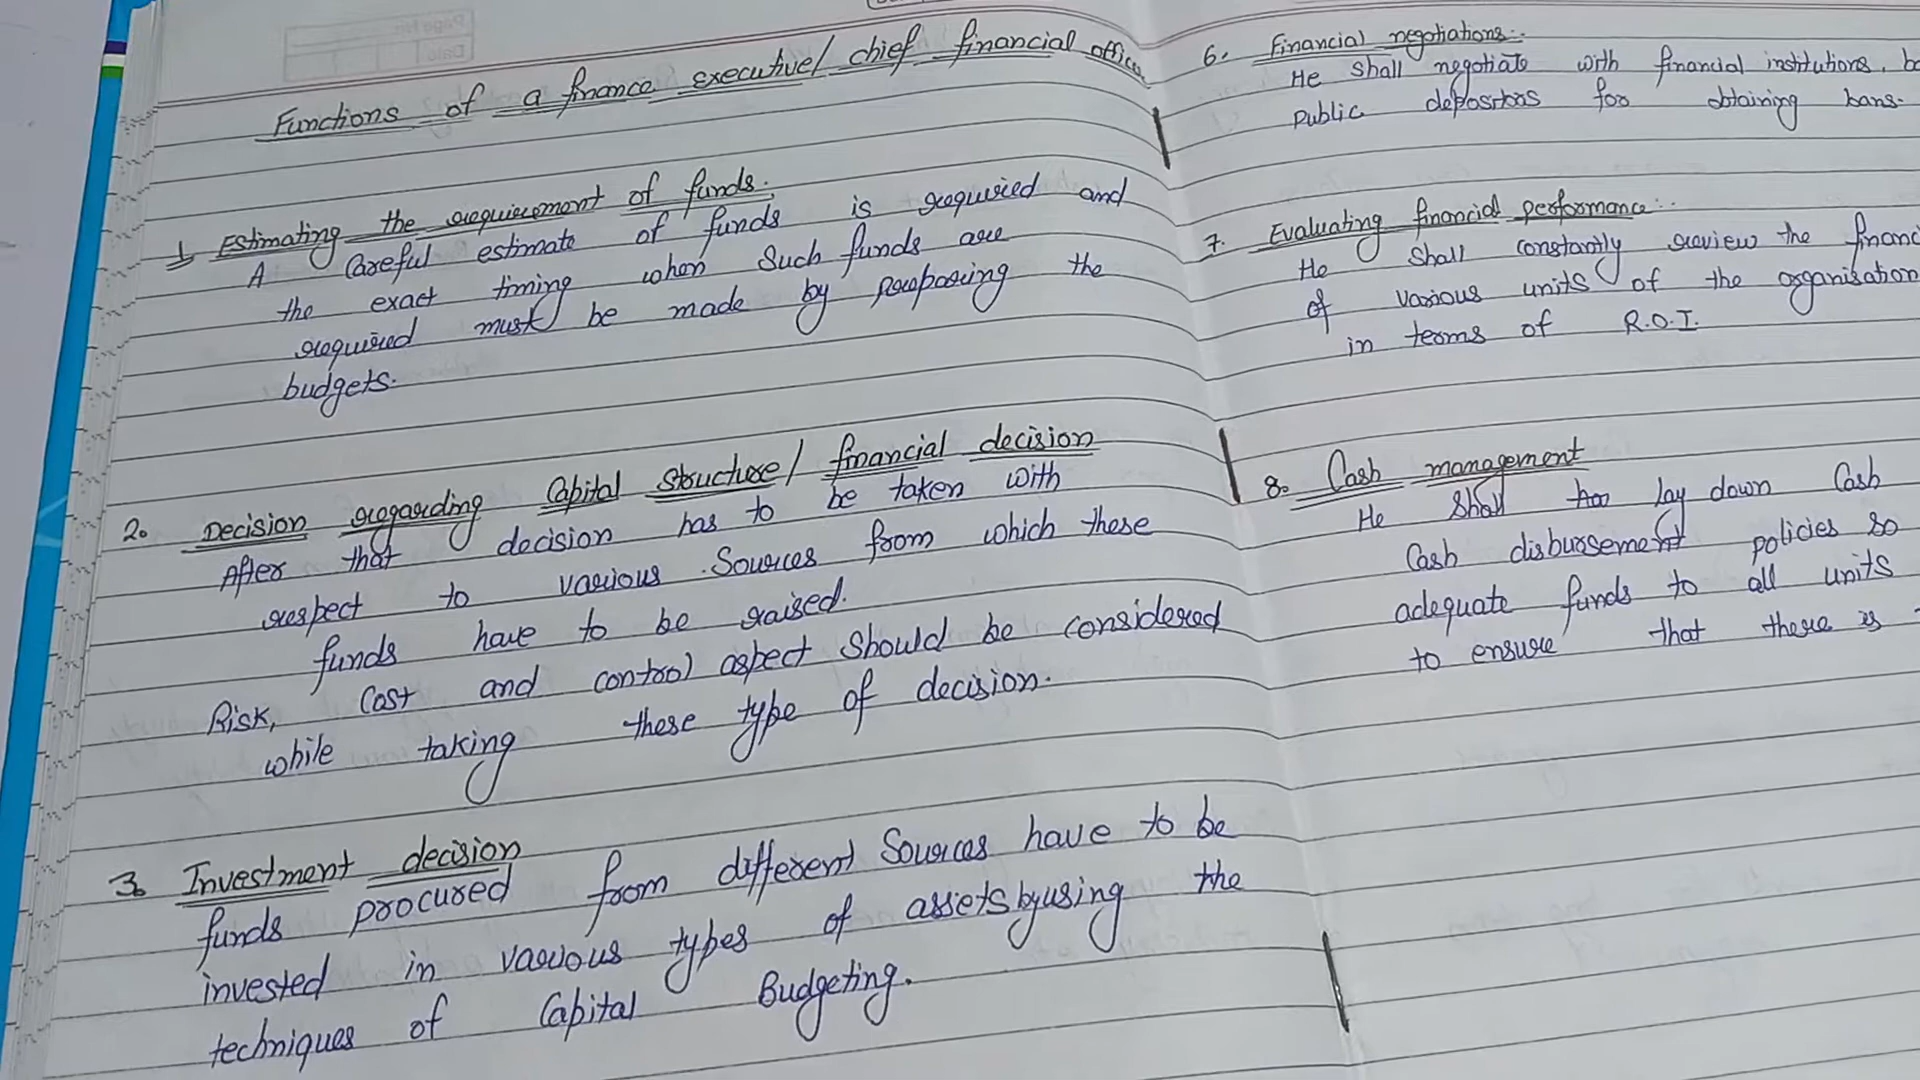 Functions of a finance executive/ chief financial office
1 Estimating the requirement of funds:
A Careful estimate of funds is required and
the exact timing when Such funds are
required must be made by preparing the
budgets.
2. Decision regarding Capital Structure/ financial decision
After that decision has to be taken with
respect to various Sources from which these
funds have to be raised.
Risk, Cost and control aspect Should be considered
while taking these type of decision.
3. Investment decision
funds procured from different Sources have to be
invested in various types of assets by using the
techniques of Capital Budgeting.
6. Financial negotiations:-
He Shall negotiate with financial institutions, b
public depositors for obtaining
7. Evaluating financial performance:-
He Shall constantly review the financ
of various units of the organisation
in terms of R.O.I.
8. Cash management
He Shall lay down Cash
Cash disbursement policies so
adequate funds to all units
to ensure that there is